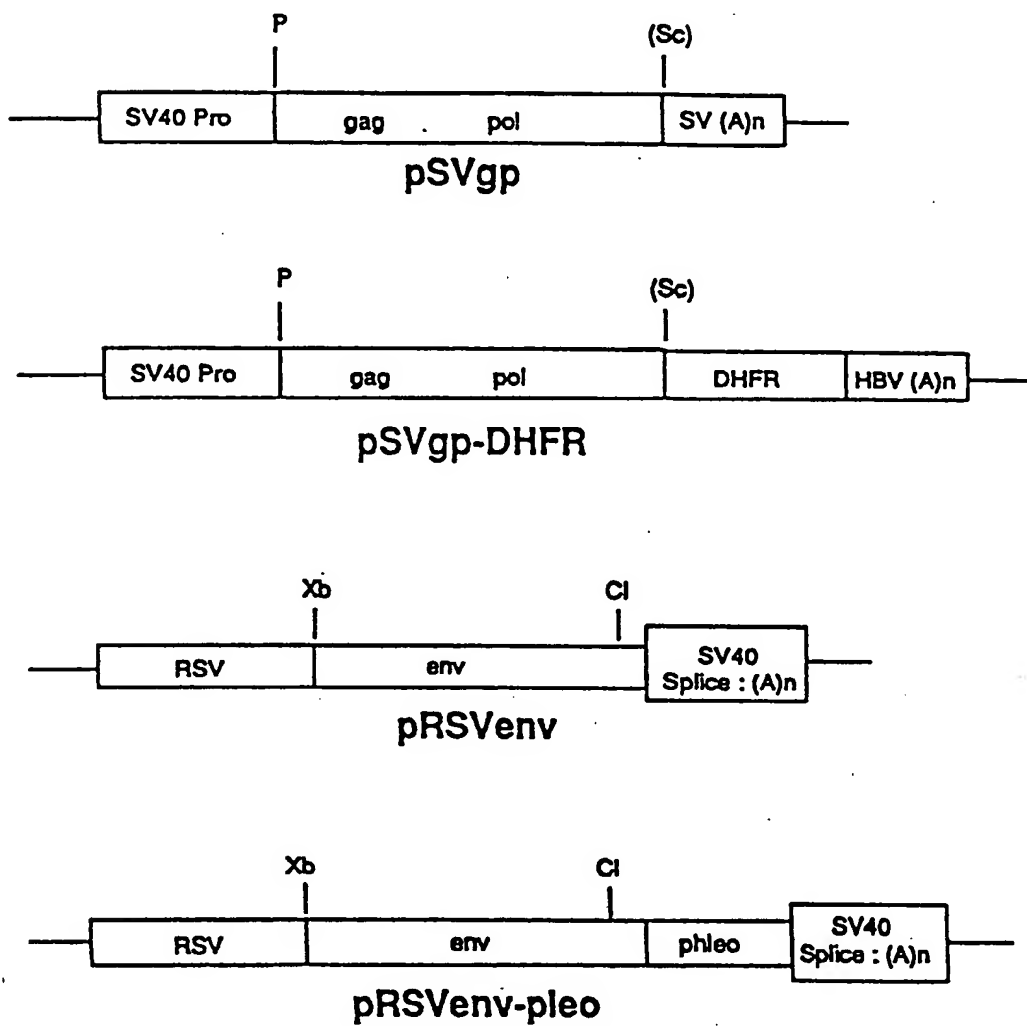 P (Sc)
SV40 Pro gag pol SV (A)n
pSVgp
P (Sc)
SV40 Pro gag pol DHFR HBV (A)n
pSVgp-DHFR
Xb Cl
RSV env SV40
Splice : (A)n
pRSVenv
Xb Cl
RSV env phleo SV40
Splice : (A)n
pRSVenv-pleo